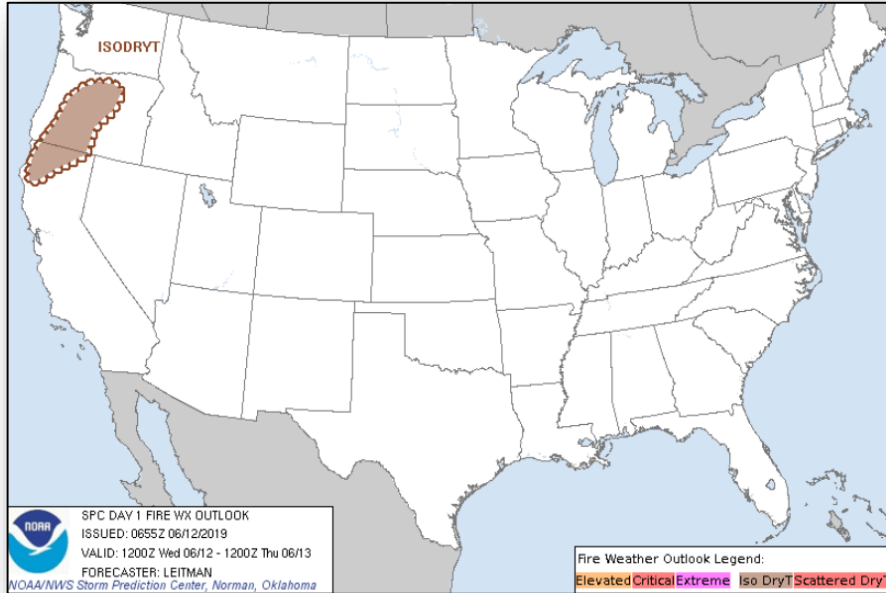 ISODRYT
NOAA
SPC DAY 1 FIRE WX OUTLOOK
ISSUED: 0655Z 06/12/2019
VALID: 1200Z Wed 06/12 - 1200Z Thu 06/13
FORECASTER: LEITMAN
NOAA/NWS Storm Prediction Center, Norman, Oklahoma
Fire Weather Outlook Legend:
Elevated Critical Extreme Iso DryT Scattered DryT